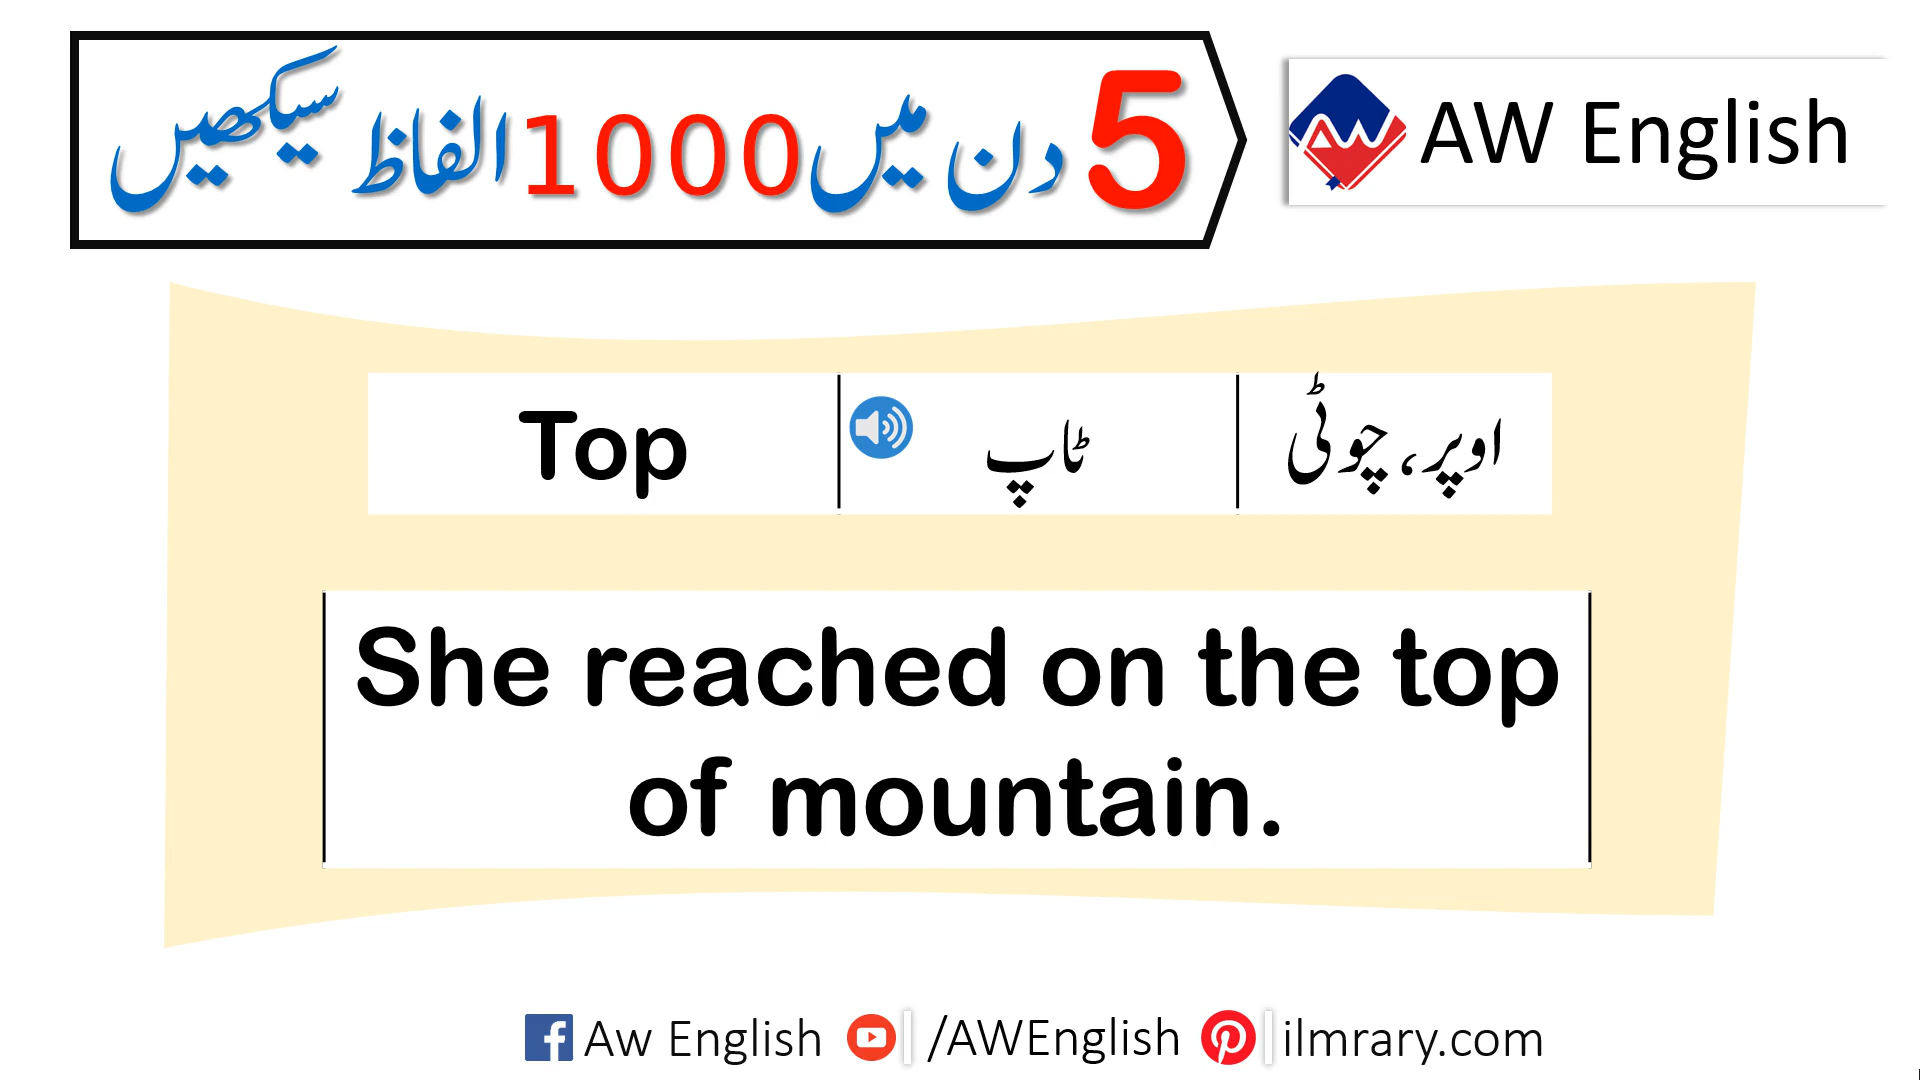 5 دن میں 1000 الفاظ سیکھیں
AW English
Top
ٹاپ
اوپر، چوٹی
She reached on the top
of mountain.
Aw English
/AWEnglish
ilmrary.com